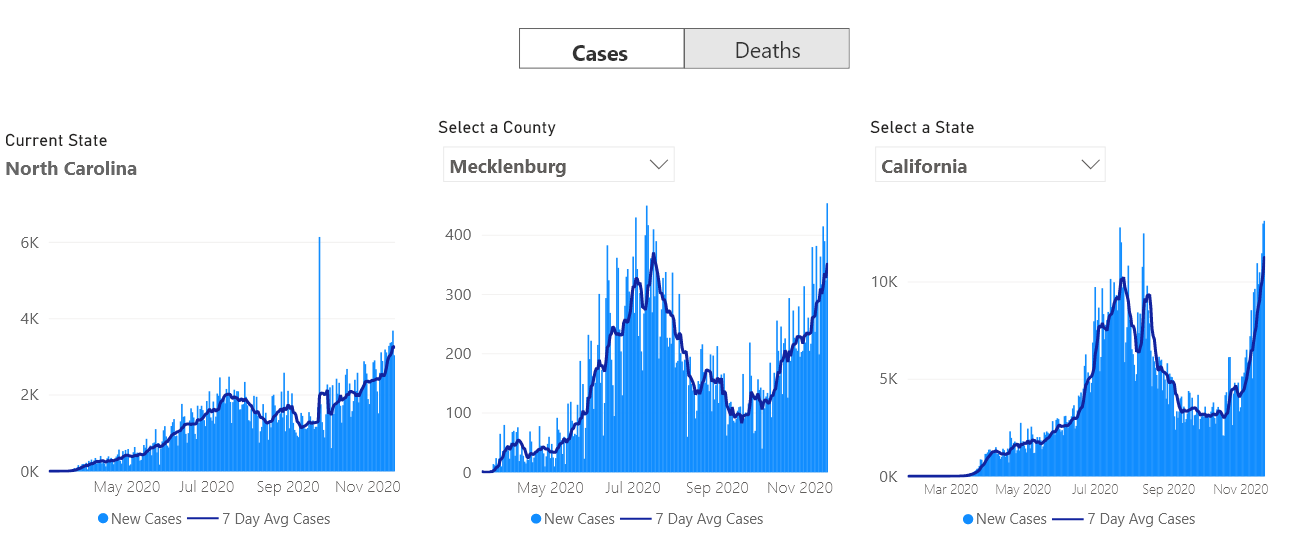 Cases
Deaths
Current State
North Carolina
6K
4K
2K
0K
May 2020 Jul 2020 Sep 2020 Nov 2020
New Cases 7 Day Avg Cases
Select a County
Mecklenburg
400
300
200
100
0
May 2020 Jul 2020 Sep 2020 Nov 2020
New Cases 7 Day Avg Cases
Select a State
California
10K
5K
0K
Mar 2020 May 2020 Jul 2020 Sep 2020 Nov 2020
New Cases 7 Day Avg Cases